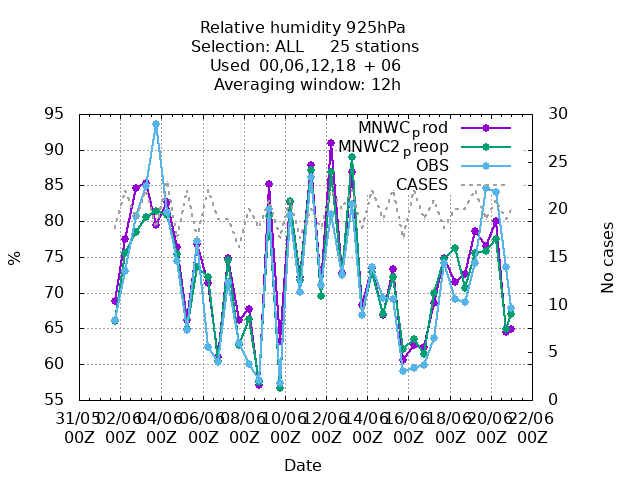 Relative humidity 925hPa
Selection: ALL 25 stations
Used 00,06,12,18 + 06
Averaging window: 12h
MNWC_prod
MNWC2_preop
OBS
CASES
95
90
85
80
75
70
65
60
55
%
30
25
20
15
10
5
0
No cases
31/05 02/06 04/06 06/06 08/06 10/06 12/06 14/06 16/06 18/06 20/06 22/06
00Z 00Z 00Z 00Z 00Z 00Z 00Z 00Z 00Z 00Z 00Z 00Z
Date